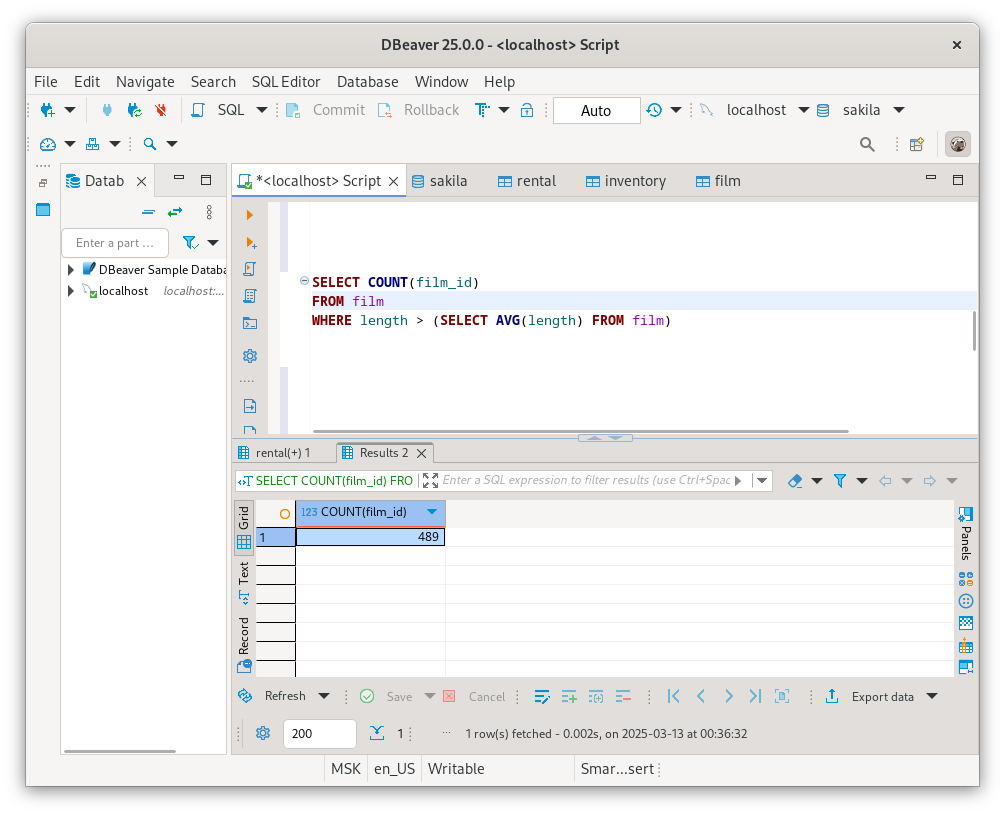 DBeaver 25.0.0 - <localhost> Script
File Edit Navigate Search SQL Editor Database Window Help
SQL Commit Rollback Auto localhost sakila
Datab
*<localhost> Script sakila rental inventory film
Enter a part ...
DBeaver Sample Databa
localhost localhost:...
SELECT COUNT(film_id)
FROM film
WHERE length > (SELECT AVG(length) FROM film)
rental(+) 1 Results 2
SELECT COUNT(film_id) FRO Enter a SQL expression to filter results (use Ctrl+Spac
Grid
Text
Record
123 COUNT(film_id)
1 489
Panels
Refresh Save Cancel Export data
200 1 ... 1 row(s) fetched - 0.002s, on 2025-03-13 at 00:36:32
MSK en_US Writable Smar...sert